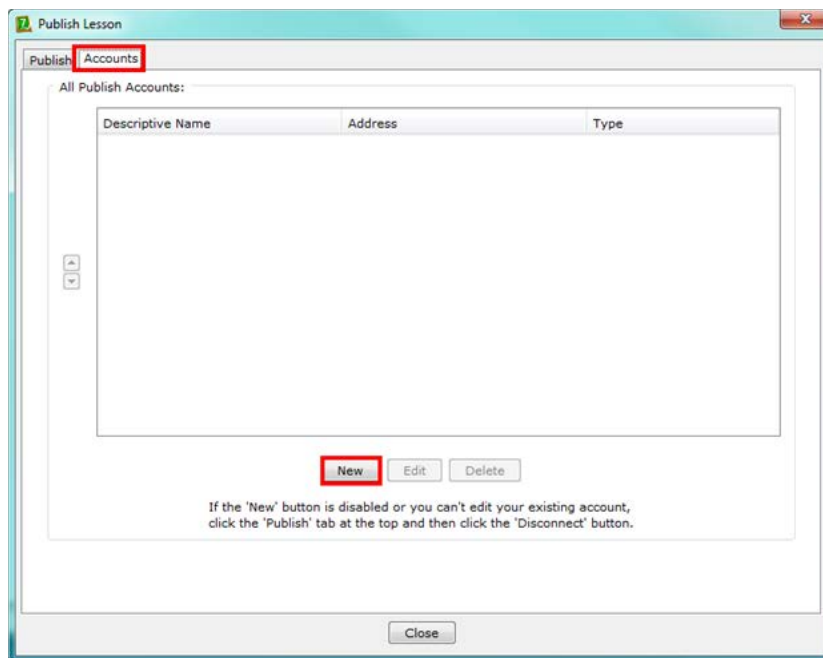 Publish Lesson
Publish Accounts
All Publish Accounts:
Descriptive Name Address Type
New Edit Delete
If the 'New' button is disabled or you can't edit your existing account,
click the 'Publish' tab at the top and then click the 'Disconnect' button.
Close